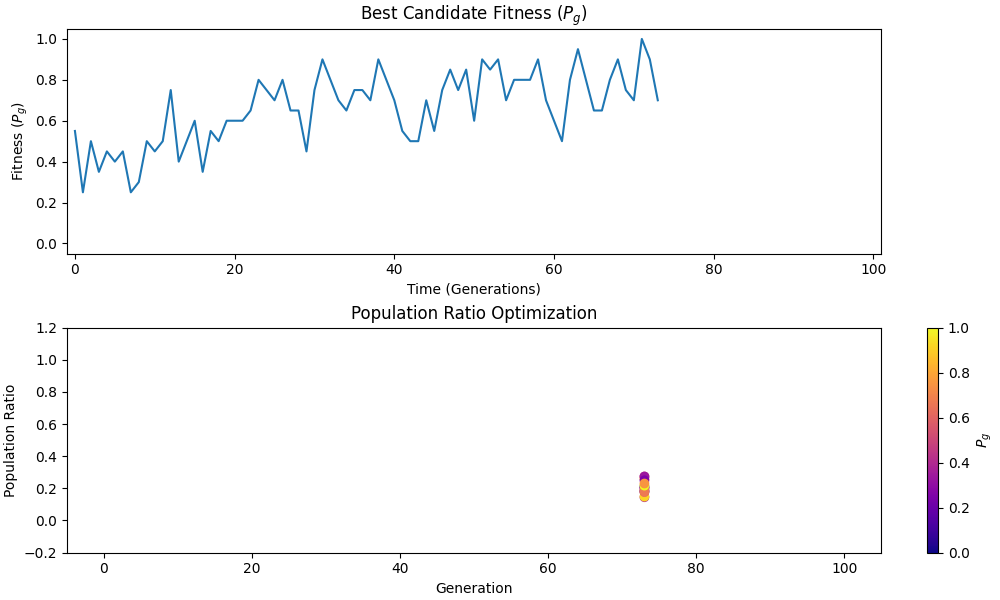 Best Candidate Fitness (P_g)
1.0
0.8
0.6
0.4
0.2
0.0
Fitness (P_g)
0 20 40 60 80 100
Time (Generations)
Population Ratio Optimization
1.2
1.0
0.8
0.6
0.4
0.2
0.0
−0.2
Population Ratio
0 20 40 60 80 100
Generation
1.0
0.8
0.6
0.4
0.2
0.0
P_g